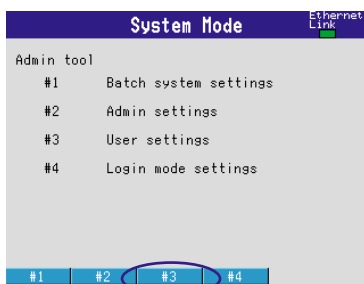 System Mode
Ethernet
Link
Admin tool
#1 Batch system settings
#2 Admin settings
#3 User settings
#4 Login mode settings
#1 #2 #3 #4